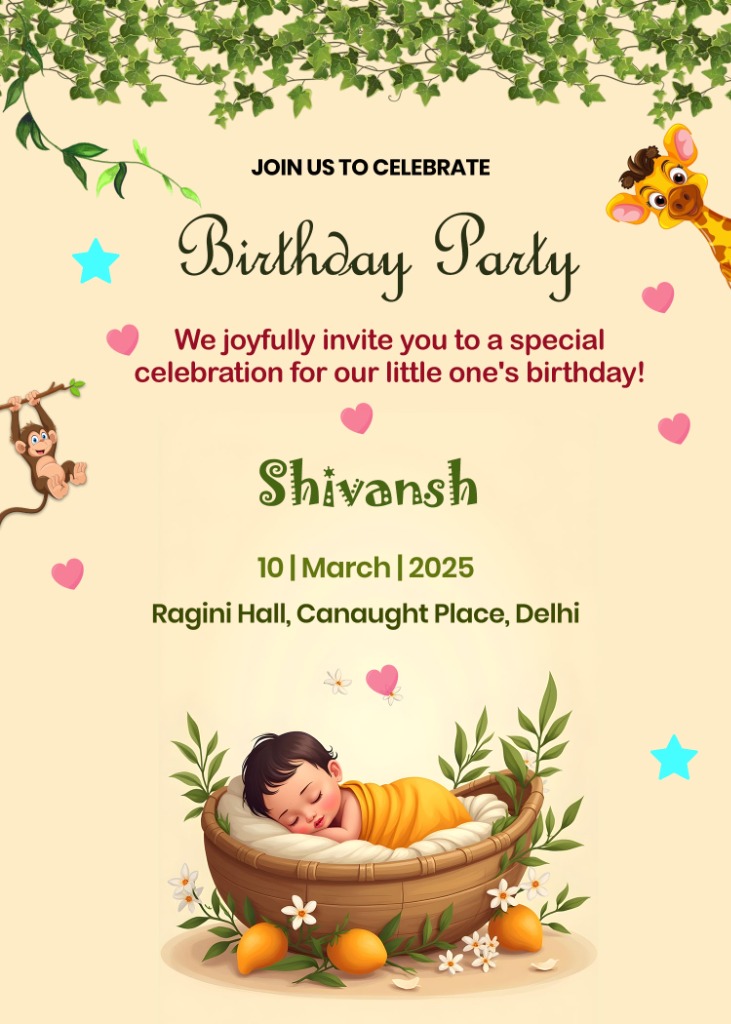 JOIN US TO CELEBRATE
Birthday Party
We joyfully invite you to a special
celebration for our little one's birthday!
Shivansh
10 | March | 2025
Ragini Hall, Canaught Place, Delhi